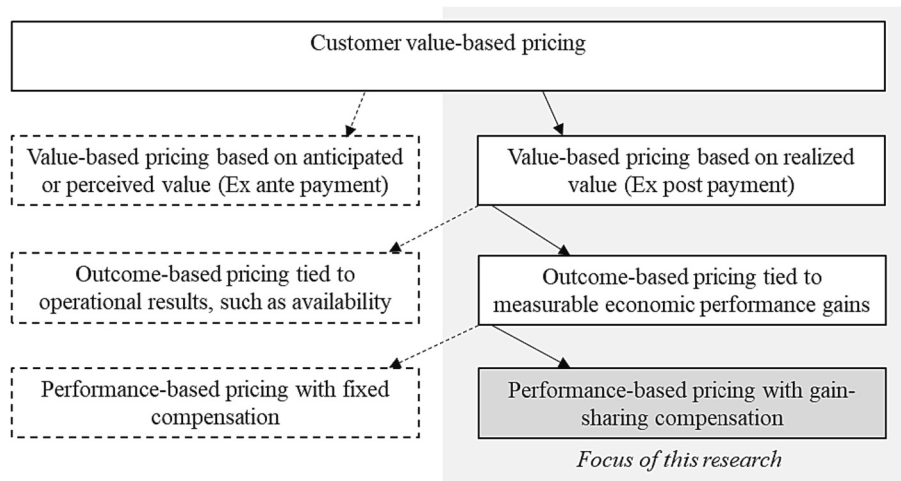 Customer value-based pricing
Value-based pricing based on anticipated
or perceived value (Ex ante payment)
Value-based pricing based on realized
value (Ex post payment)
Outcome-based pricing tied to
operational results, such as availability
Outcome-based pricing tied to
measurable economic performance gains
Performance-based pricing with fixed
compensation
Performance-based pricing with gain-
sharing compensation
Focus of this research